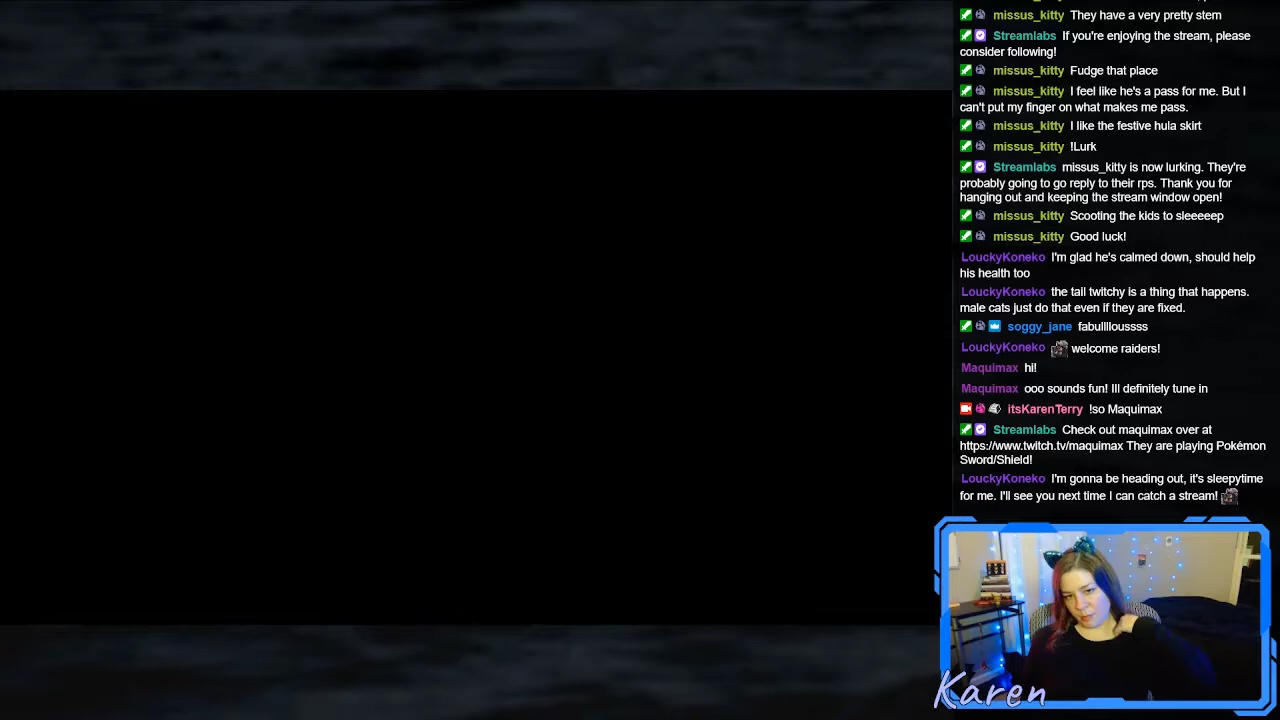 missus_kitty They have a very pretty stem
Streamlabs If you're enjoying the stream, please
consider following!
missus_kitty Fudge that place
missus_kitty I feel like he's a pass for me. But I
can't put my finger on what makes me pass.
missus_kitty I like the festive hula skirt
missus_kitty !Lurk
Streamlabs missus_kitty is now lurking. They're
probably going to go reply to their rps. Thank you for
hanging out and keeping the stream window open!
missus_kitty Scooting the kids to sleeeeep
missus_kitty Good luck!
LouckyKoneko I'm glad he's calmed down, should help
his health too
LouckyKoneko the tail twitchy is a thing that happens.
male cats just do that even if they are fixed.
soggy_jane fabulllloussss
LouckyKoneko welcome raiders!
Maquimax hi!
Maquimax ooo sounds fun! Ill definitely tune in
itsKarenTerry !so Maquimax
Streamlabs Check out maquimax over at
https://www.twitch.tv/maquimax They are playing Pokémon
Sword/Shield!
LouckyKoneko I'm gonna be heading out, it's sleepytime
for me. I'll see you next time I can catch a stream!
Karen